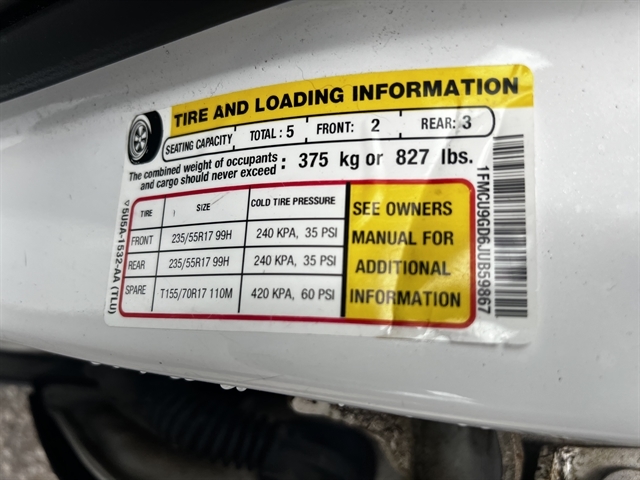 TIRE AND LOADING INFORMATION
SEATING CAPACITY TOTAL : 5 FRONT: 2 REAR: 3
The combined weight of occupants and cargo should never exceed : 375 kg or 827 lbs.
TIRE SIZE COLD TIRE PRESSURE
FRONT 235/55R17 99H 240 KPA, 35 PSI
REAR 235/55R17 99H 240 KPA, 35 PSI
SPARE T155/70R17 110M 420 KPA, 60 PSI
SEE OWNERS
MANUAL FOR
ADDITIONAL
INFORMATION
1FMCU9GD6JUB59867
5U5A-1532-AA (TLU)